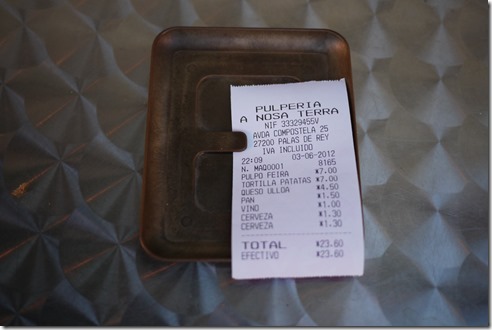 PULPERIA
A NOSA TERRA
NIF 33329455V
AVDA COMPOSTELA 25
27200 PALAS DE REY
IVA INCLUIDO
22:09 03-06-2012
N. MAQ0001 8165
PULPO FEIRA ¥7.00
TORTILLA PATATAS ¥7.00
QUESO ULLOA ¥4.50
PAN ¥1.50
VINO ¥1.00
CERVEZA ¥1.30
CERVEZA ¥1.30
TOTAL ¥23.60
EFECTIVO ¥23.60